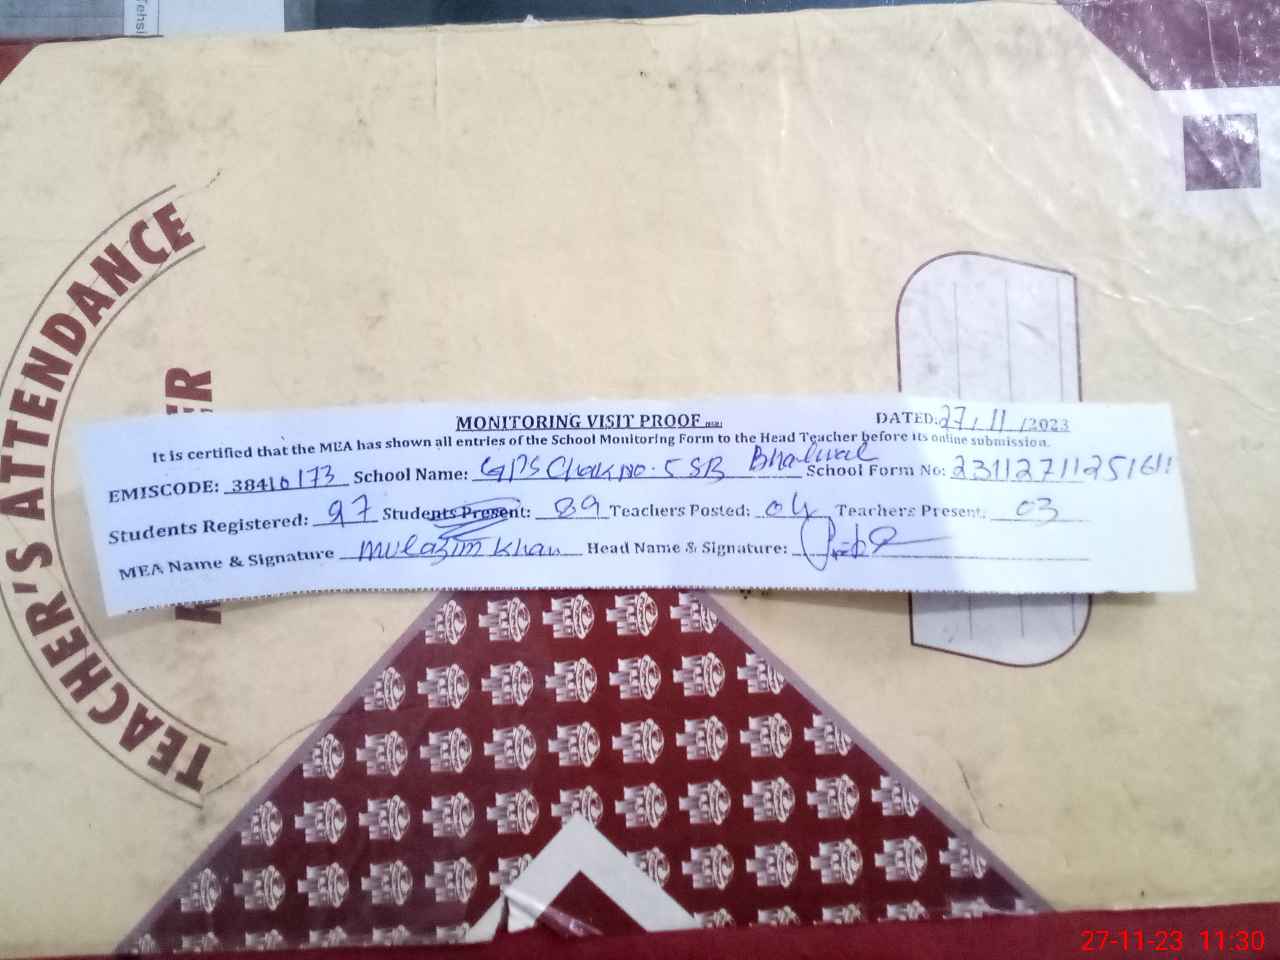 Tehsi
TEACHER'S ATTENDANCE
ER
MONITORING VISIT PROOF DATED: 27/11/2023
It is certified that the MEA has shown all entries of the School Monitoring Form to the Head Teacher before its online submission.
EMISCODE: 38410173 School Name: GPS Chak no. 5 SB Bhalwal School Form No: 2311271125161
Students Registered: 97 Students Present: 89 Teachers Posted: 04 Teachers Present: 03
MEA Name & Signature Mulazim Khan Head Name & Signature:
27-11-23 11:30